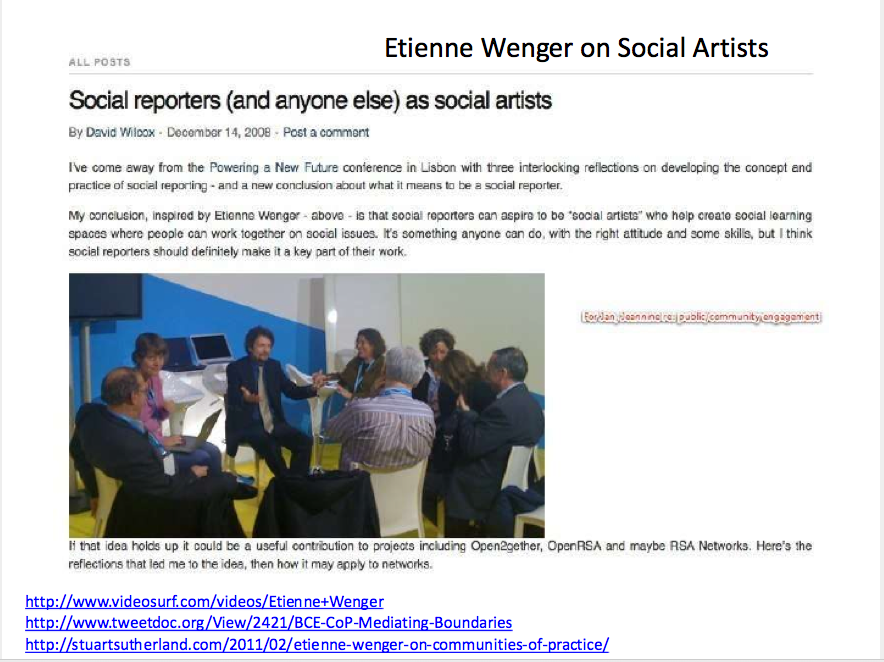 Etienne Wenger on Social Artists
ALL POSTS
Social reporters (and anyone else) as social artists
By David Wilcox - December 14, 2008 - Post a comment
I've come away from the Powering a New Future conference in Lisbon with three interlocking reflections on developing the concept and
practice of social reporting - and a new conclusion about what it means to be a social reporter.
My conclusion, inspired by Etienne Wenger - above - is that social reporters can aspire to be "social artists" who help create social learning
spaces where people can work together on social issues. It's something anyone can do, with the right attitude and some skills, but I think
social reporters should definitely make it a key part of their work.
For Jan, Jeannine re: public/community engagement
If that idea holds up it could be a useful contribution to projects including Open2gether, OpenRSA and maybe RSA Networks. Here's the
reflections that led me to the idea, then how it may apply to networks.
http://www.videosurf.com/videos/Etienne+Wenger
http://www.tweetdoc.org/View/2421/BCE-CoP-Mediating-Boundaries
http://stuartsutherland.com/2011/02/etienne-wenger-on-communities-of-practice/